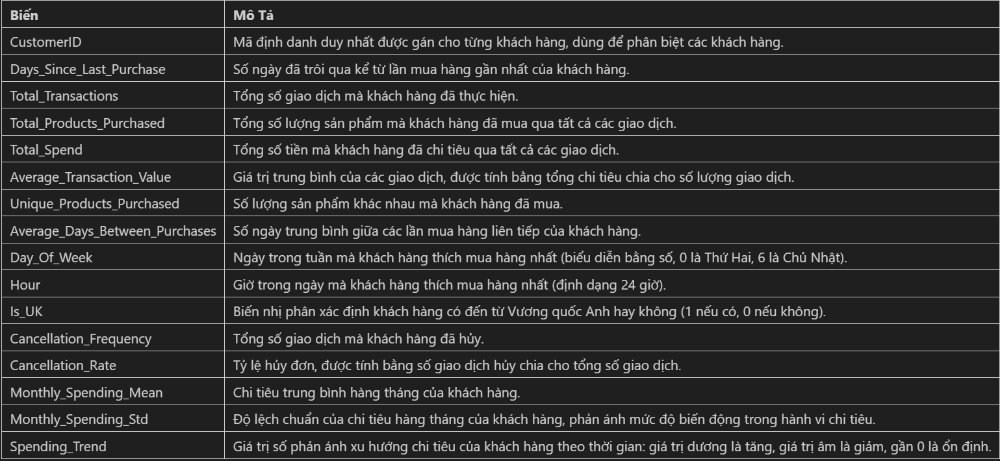 Biến Mô Tả
CustomerID Mã định danh duy nhất được gán cho từng khách hàng, dùng để phân biệt các khách hàng.
Days_Since_Last_Purchase Số ngày đã trôi qua kể từ lần mua hàng gần nhất của khách hàng.
Total_Transactions Tổng số giao dịch mà khách hàng đã thực hiện.
Total_Products_Purchased Tổng số lượng sản phẩm mà khách hàng đã mua qua tất cả các giao dịch.
Total_Spend Tổng số tiền mà khách hàng đã chi tiêu qua tất cả các giao dịch.
Average_Transaction_Value Giá trị trung bình của các giao dịch, được tính bằng tổng chi tiêu chia cho số lượng giao dịch.
Unique_Products_Purchased Số lượng sản phẩm khác nhau mà khách hàng đã mua.
Average_Days_Between_Purchases Số ngày trung bình giữa các lần mua hàng liên tiếp của khách hàng.
Day_Of_Week Ngày trong tuần mà khách hàng thích mua hàng nhất (biểu diễn bằng số, 0 là Thứ Hai, 6 là Chủ Nhật).
Hour Giờ trong ngày mà khách hàng thích mua hàng nhất (định dạng 24 giờ).
Is_UK Biến nhị phân xác định khách hàng có đến từ Vương quốc Anh hay không (1 nếu có, 0 nếu không).
Cancellation_Frequency Tổng số giao dịch mà khách hàng đã hủy.
Cancellation_Rate Tỷ lệ hủy đơn, được tính bằng số giao dịch hủy chia cho tổng số giao dịch.
Monthly_Spending_Mean Chi tiêu trung bình hàng tháng của khách hàng.
Monthly_Spending_Std Độ lệch chuẩn của chi tiêu hàng tháng của khách hàng, phản ánh mức độ biến động trong hành vi chi tiêu.
Spending_Trend Giá trị số phản ánh xu hướng chi tiêu của khách hàng theo thời gian: giá trị dương là tăng, giá trị âm là giảm, gần 0 là ổn định.